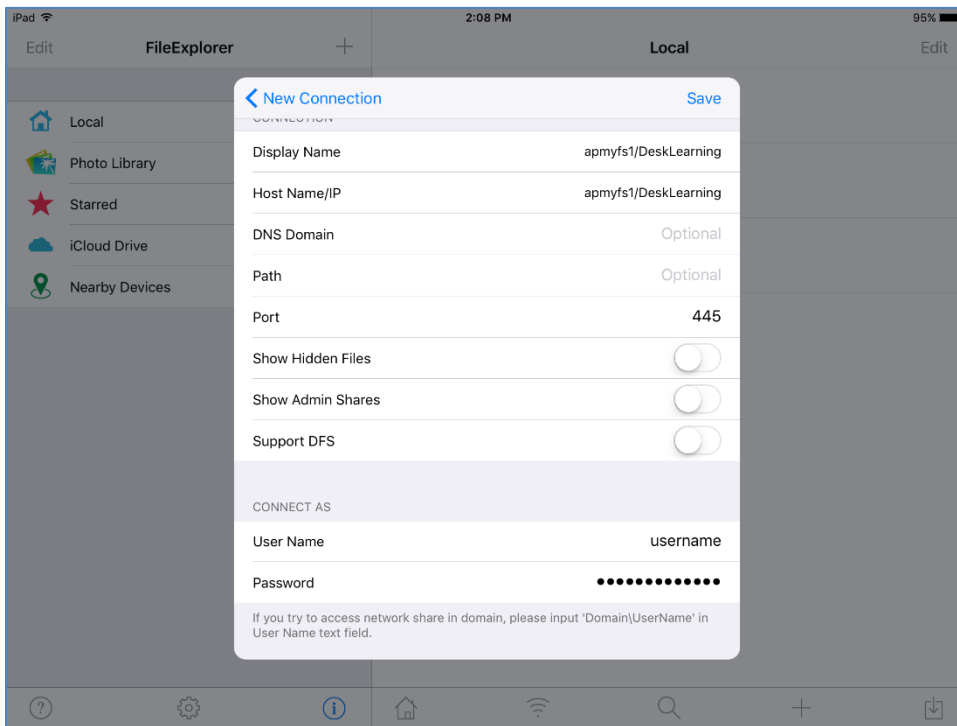 iPad 2:08 PM 95%
Edit FileExplorer Local Edit
New Connection Save
CONNECTION
Display Name apmyfs1/DeskLearning
Host Name/IP apmyfs1/DeskLearning
DNS Domain Optional
Path Optional
Port 445
Show Hidden Files
Show Admin Shares
Support DFS
CONNECT AS
User Name username
Password •••••••••••••
If you try to access network share in domain, please input 'Domain\UserName' in
User Name text field.
Local
Photo Library
Starred
iCloud Drive
Nearby Devices